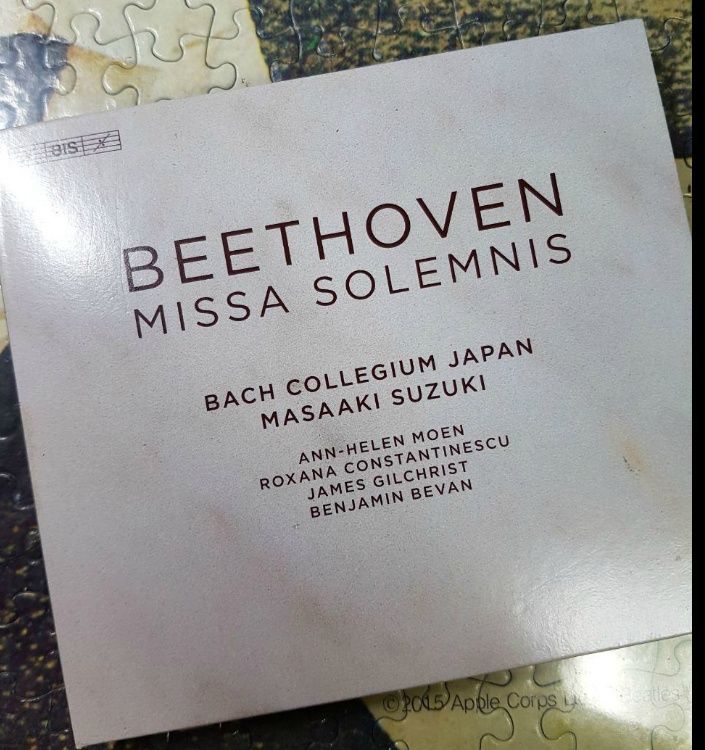 BIS
BEETHOVEN
MISSA SOLEMNIS
BACH COLLEGIUM JAPAN
MASAAKI SUZUKI
ANN-HELEN MOEN
ROXANA CONSTANTINESCU
JAMES GILCHRIST
BENJAMIN BEVAN
©2015 Apple Corps Beatles